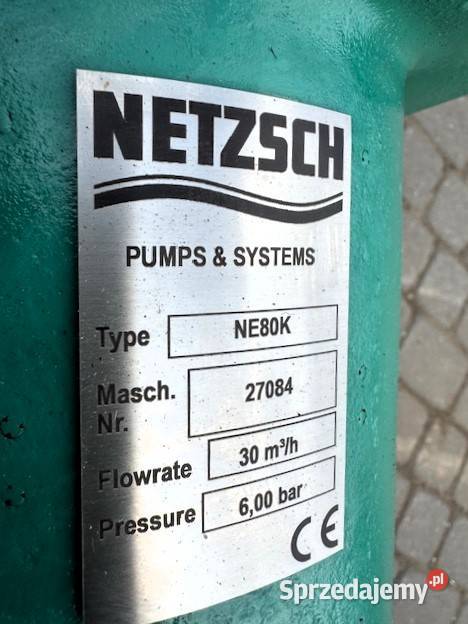 NETZSCH
PUMPS & SYSTEMS
Type NE80K
Masch. Nr. 27084
Flowrate 30 m³/h
Pressure 6,00 bar
CE
Sprzedajemy.pl